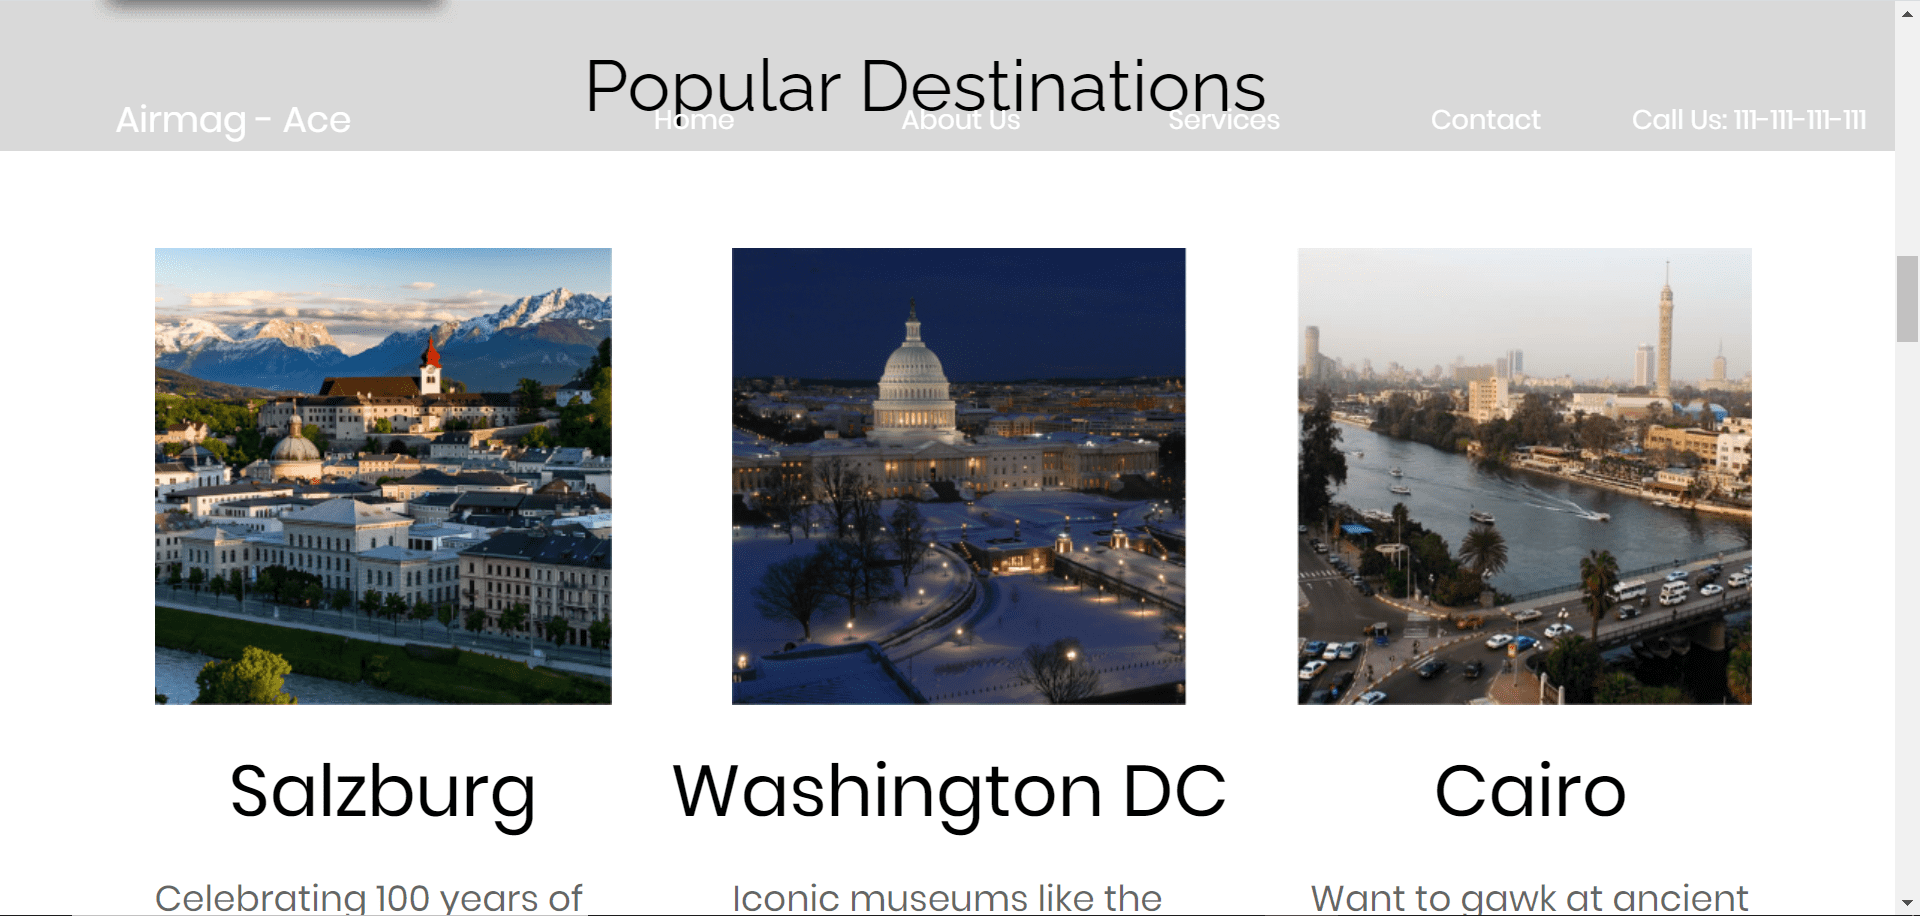 Popular Destinations
Airmag - Ace
Home
About Us
Services
Contact
Call Us: 111-111-111-111
Salzburg
Washington DC
Cairo
Celebrating 100 years of
Iconic museums like the
Want to gawk at ancient